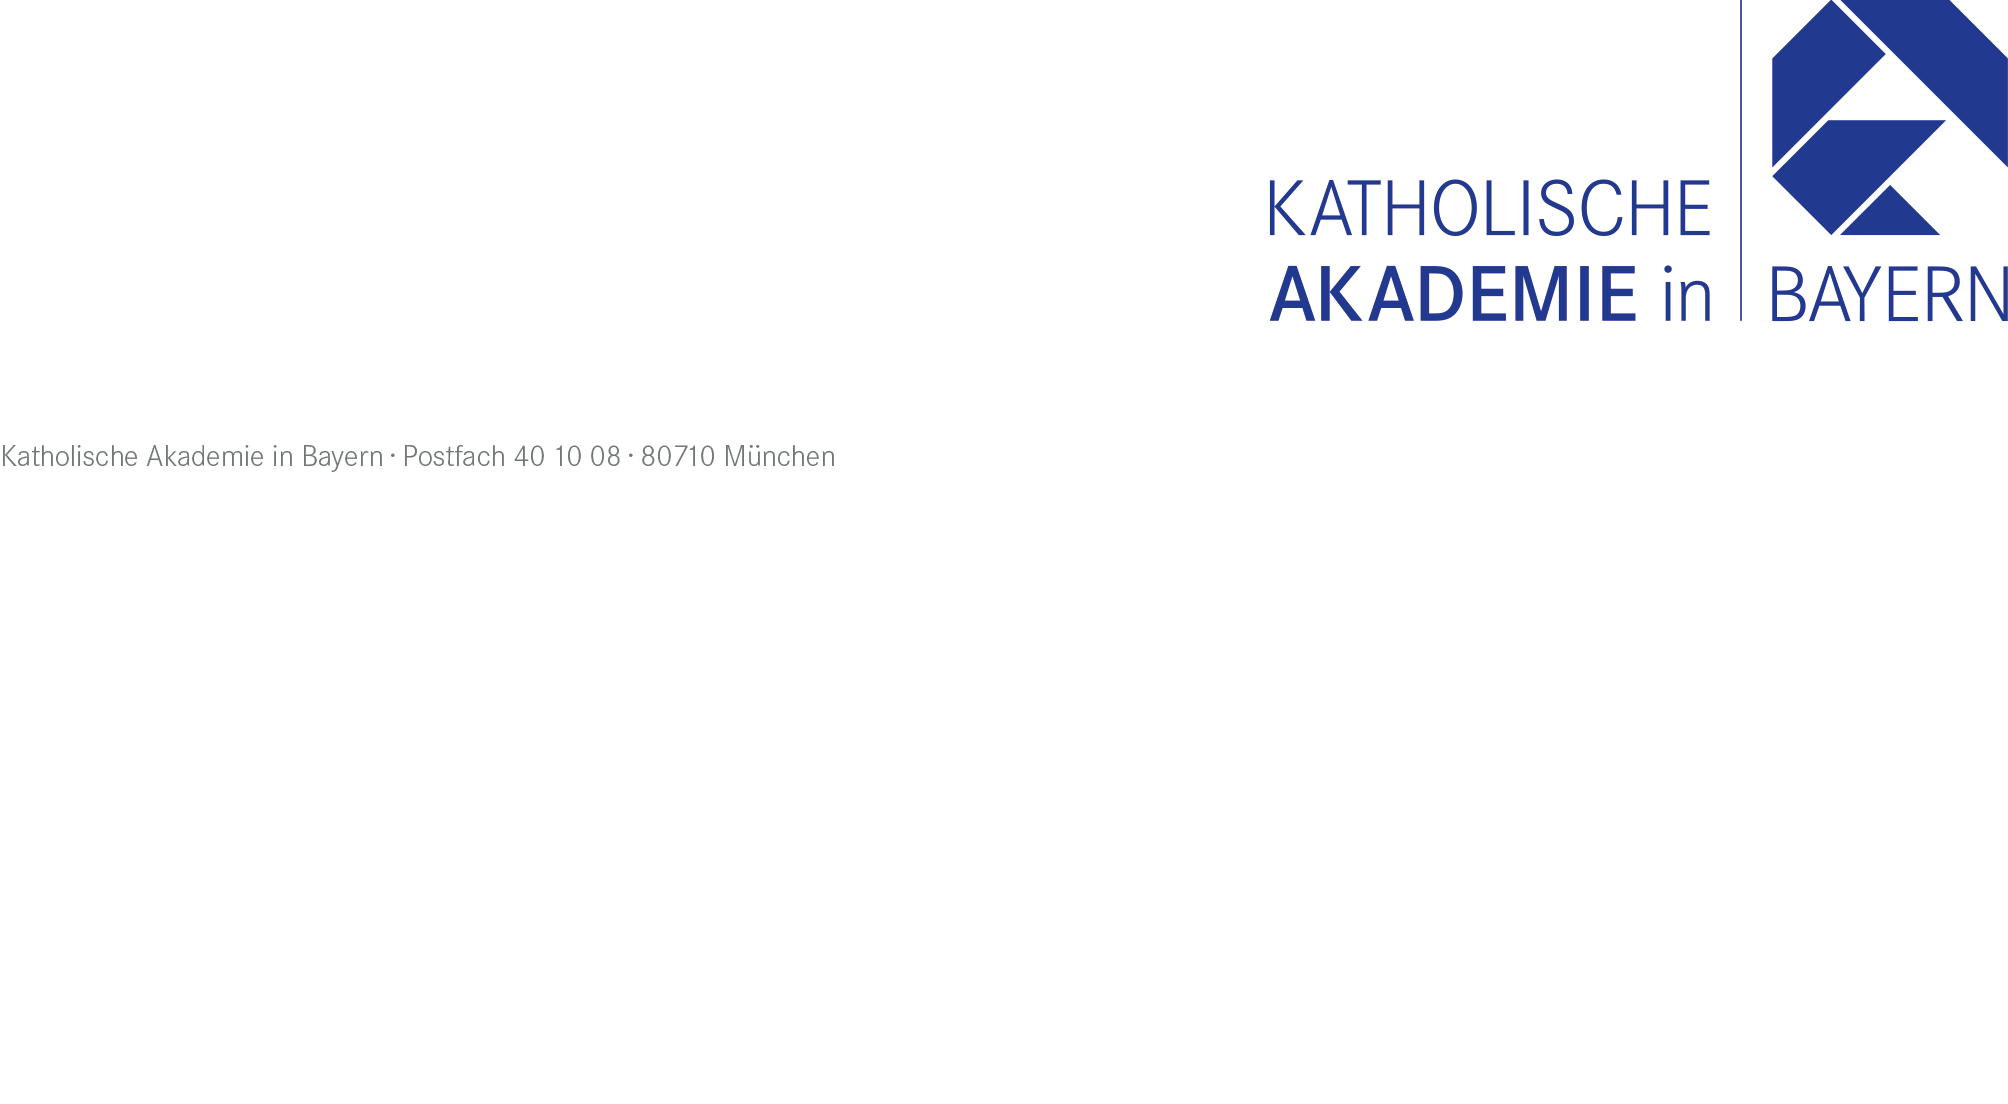 KATHOLISCHE
AKADEMIE in BAYERN
Katholische Akademie in Bayern · Postfach 40 10 08 · 80710 München